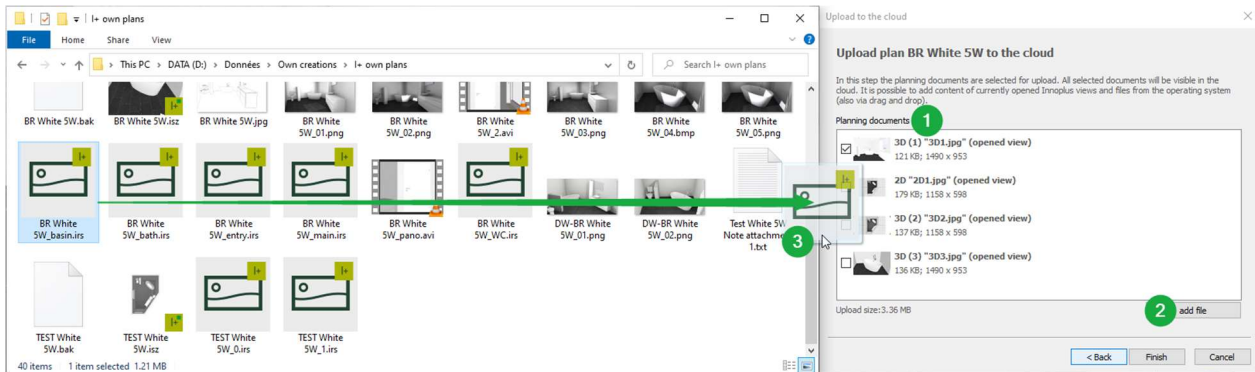 I+ own plans
File Home Share View
This PC > DATA (D:) > Données > Own creations > I+ own plans
Search I+ own plans
BR White 5W.bak
BR White 5W.isz
BR White 5W.jpg
BR White
5W_01.png
BR White
5W_02.png
BR White
5W_2.avi
BR White
5W_03.png
BR White
5W_04.bmp
BR White
5W_05.png
BR White
5W_basin.irs
BR White
5W_bath.irs
BR White
5W_entry.irs
BR White
5W_main.irs
BR White
5W_pano.avi
BR White
5W_WC.irs
DW-BR White
5W_01.png
DW-BR White
5W_02.png
Test White 5W
Note attachme
1.txt
TEST White
5W.bak
TEST White
5W.isz
TEST White
5W_0.irs
TEST White
5W_1.irs
40 items 1 item selected 1.21 MB
Upload to the cloud
Upload plan BR White 5W to the cloud
In this step the planning documents are selected for upload. All selected documents will be visible in the
cloud. It is possible to add content of currently opened Innoplus views and files from the operating system
(also via drag and drop).
Planning documents
1
3D (1) "3D1.jpg" (opened view)
121 KB; 1490 x 953
2D "2D1.jpg" (opened view)
179 KB; 1158 x 598
3D (2) "3D2.jpg" (opened view)
137 KB; 1158 x 598
3D (3) "3D3.jpg" (opened view)
136 KB; 1490 x 953
3
Upload size: 3.36 MB
2
add file
< Back Finish Cancel